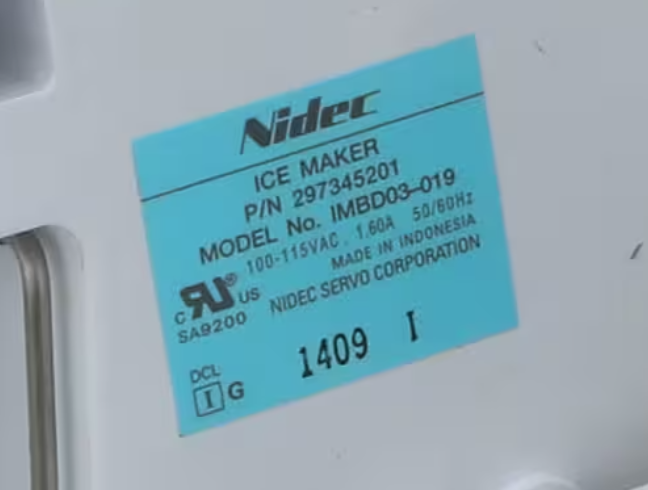 Nidec
ICE MAKER
P/N 297345201
MODEL No. IMBD03-019
100-115VAC . 1.60A 50/60Hz
MADE IN INDONESIA
NIDEC SERVO CORPORATION
c RU ® US
SA9200
DCL
I G
1409 I